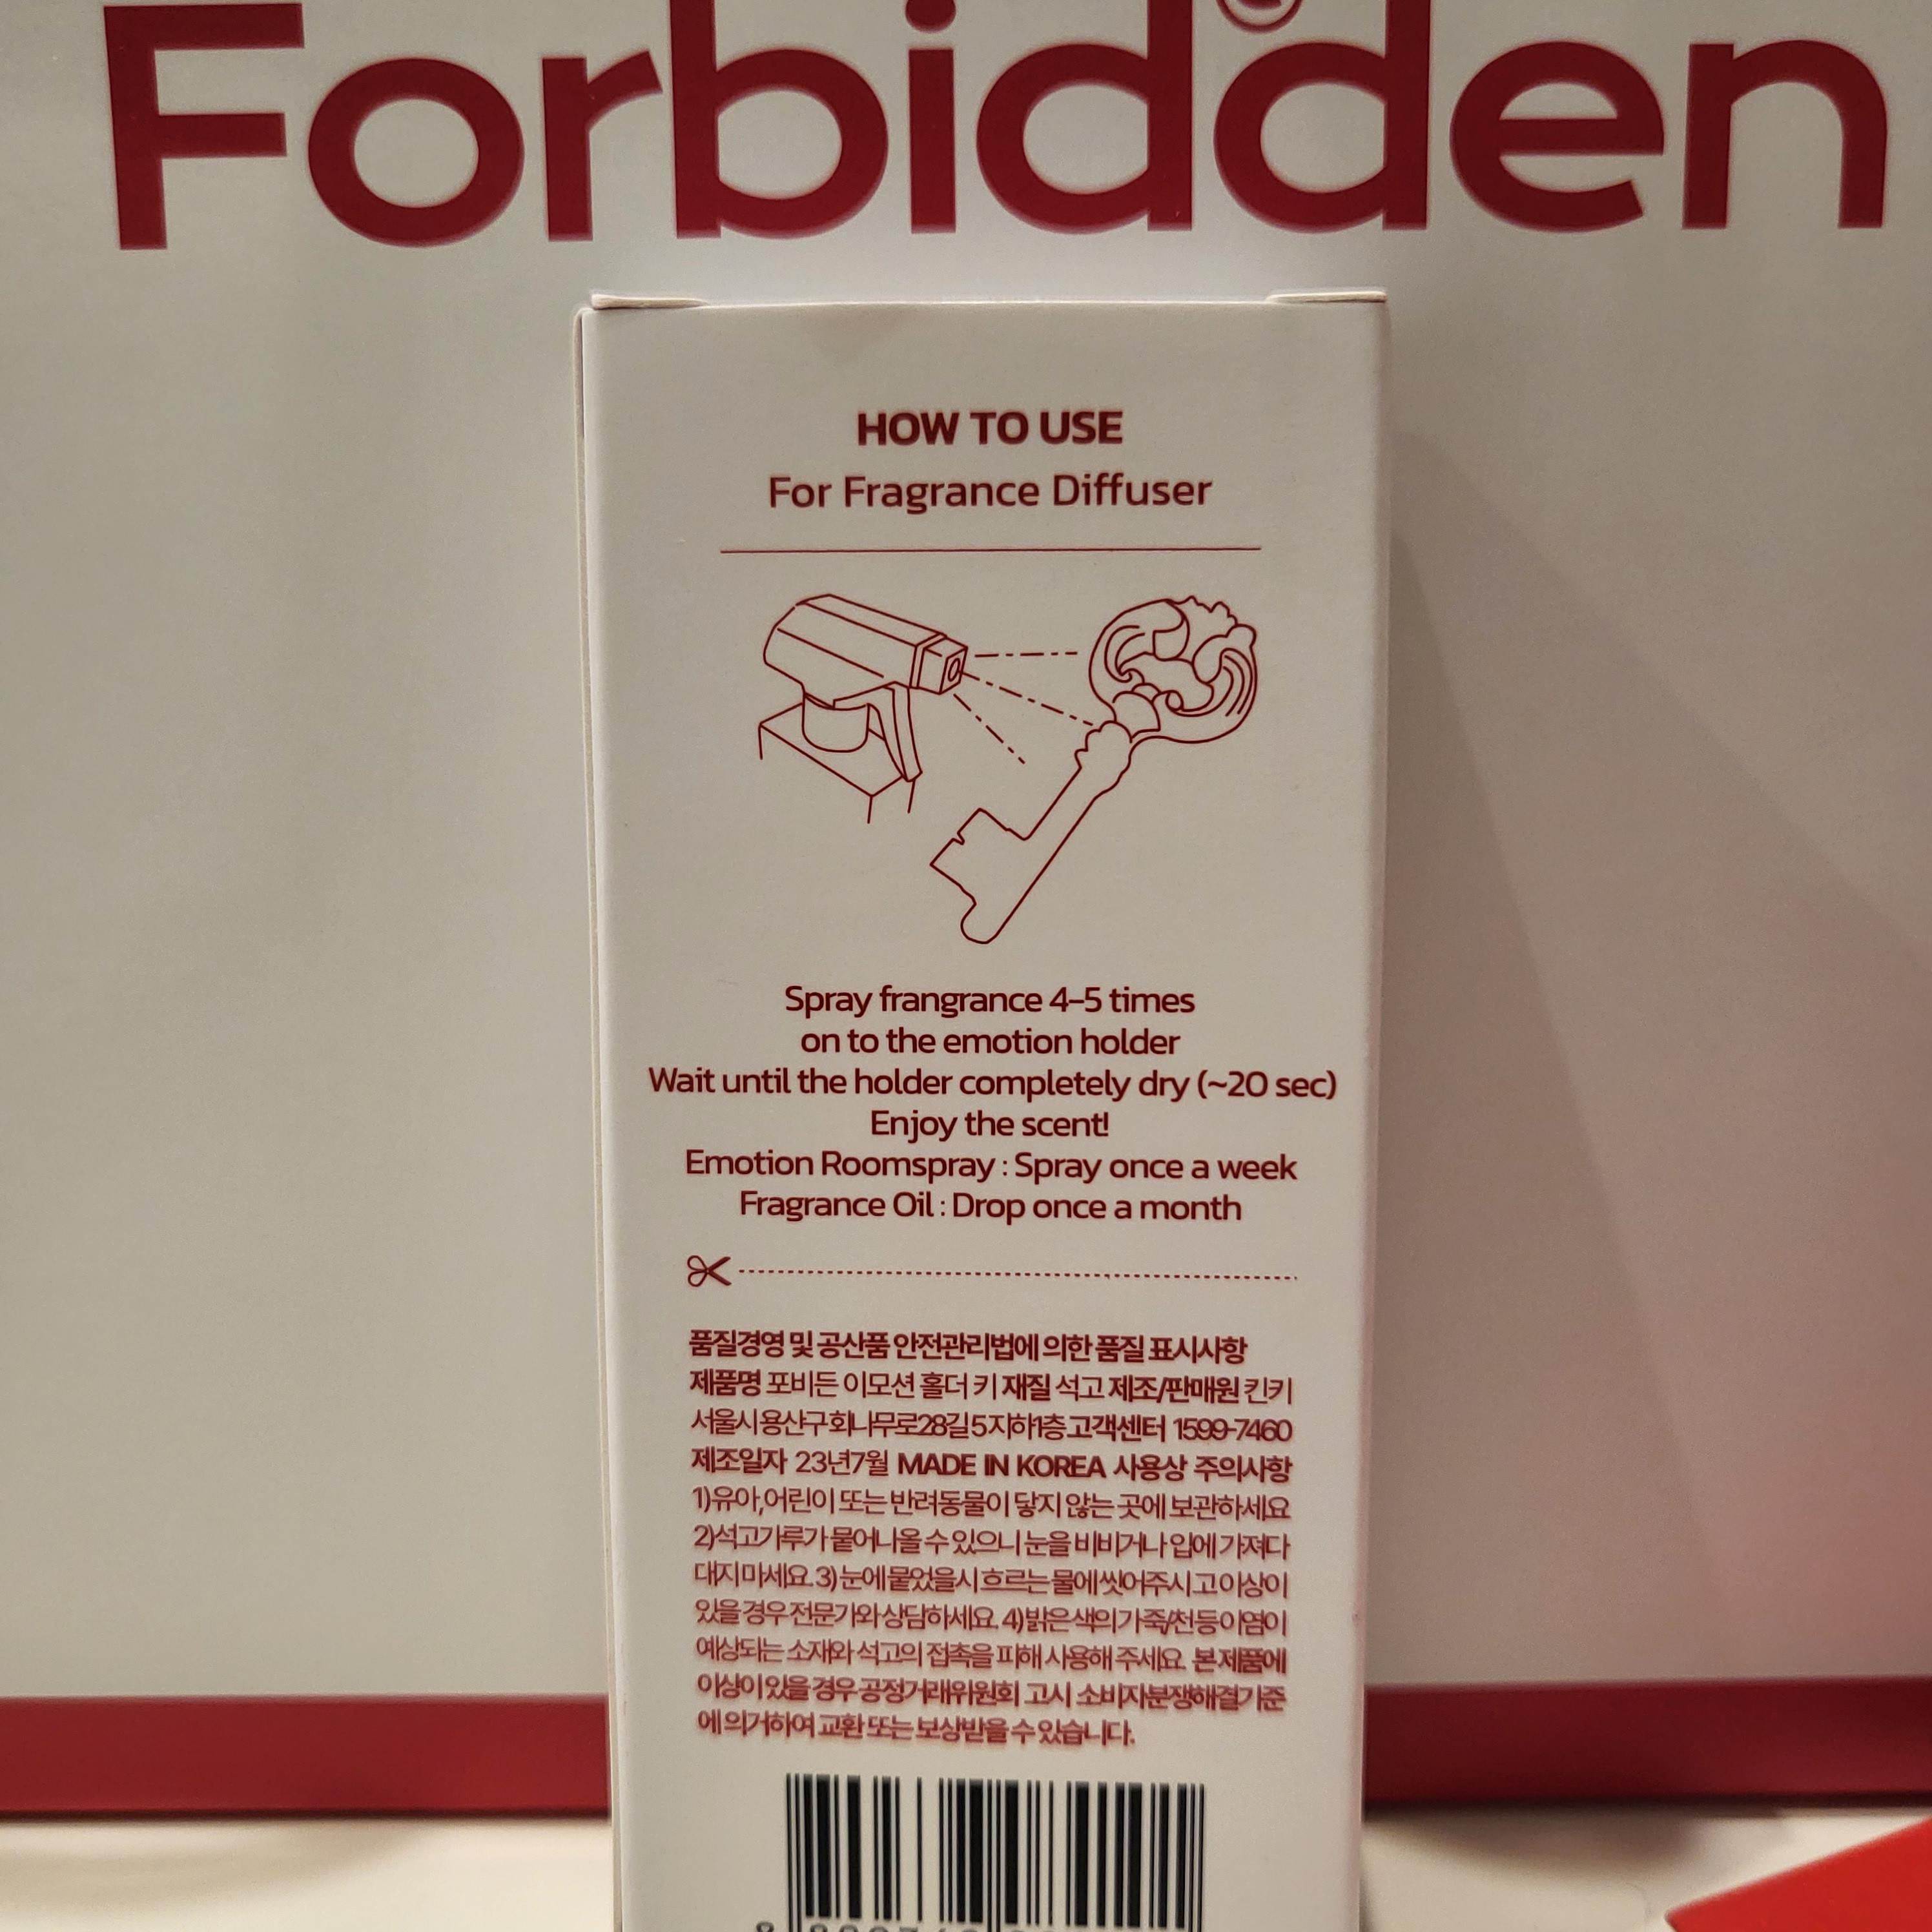 Forbidden
HOW TO USE
For Fragrance Diffuser
Spray frangrance 4-5 times
on to the emotion holder
Wait until the holder completely dry (~20 sec)
Enjoy the scent!
Emotion Roomspray : Spray once a week
Fragrance Oil : Drop once a month
품질경영 및 공산품 안전관리법에 의한 품질 표시사항
제품명 포비든 이모션 홀더 키 재질 석고 제조/판매원 킨키
서울시 용산구 회나무로28길 5 지하1층 고객센터 1599-7460
제조일자 23년7월 MADE IN KOREA 사용상 주의사항
1)유아,어린이 또는 반려동물이 닿지 않는 곳에 보관하세요
2)석고가루가 묻어나올 수 있으니 눈을 비비거나 입에 가져다
대지 마세요. 3) 눈에 묻었을시 흐르는 물에 씻어주시고 이상이
있을 경우 전문가와 상담하세요. 4)밝은 색의 가죽/천 등 이염이
예상되는 소재와 석고의 접촉을 피해 사용해 주세요. 본 제품에
이상이 있을 경우 공정거래위원회 고시 소비자분쟁해결기준
에 의거하여 교환 또는 보상받을 수 있습니다.